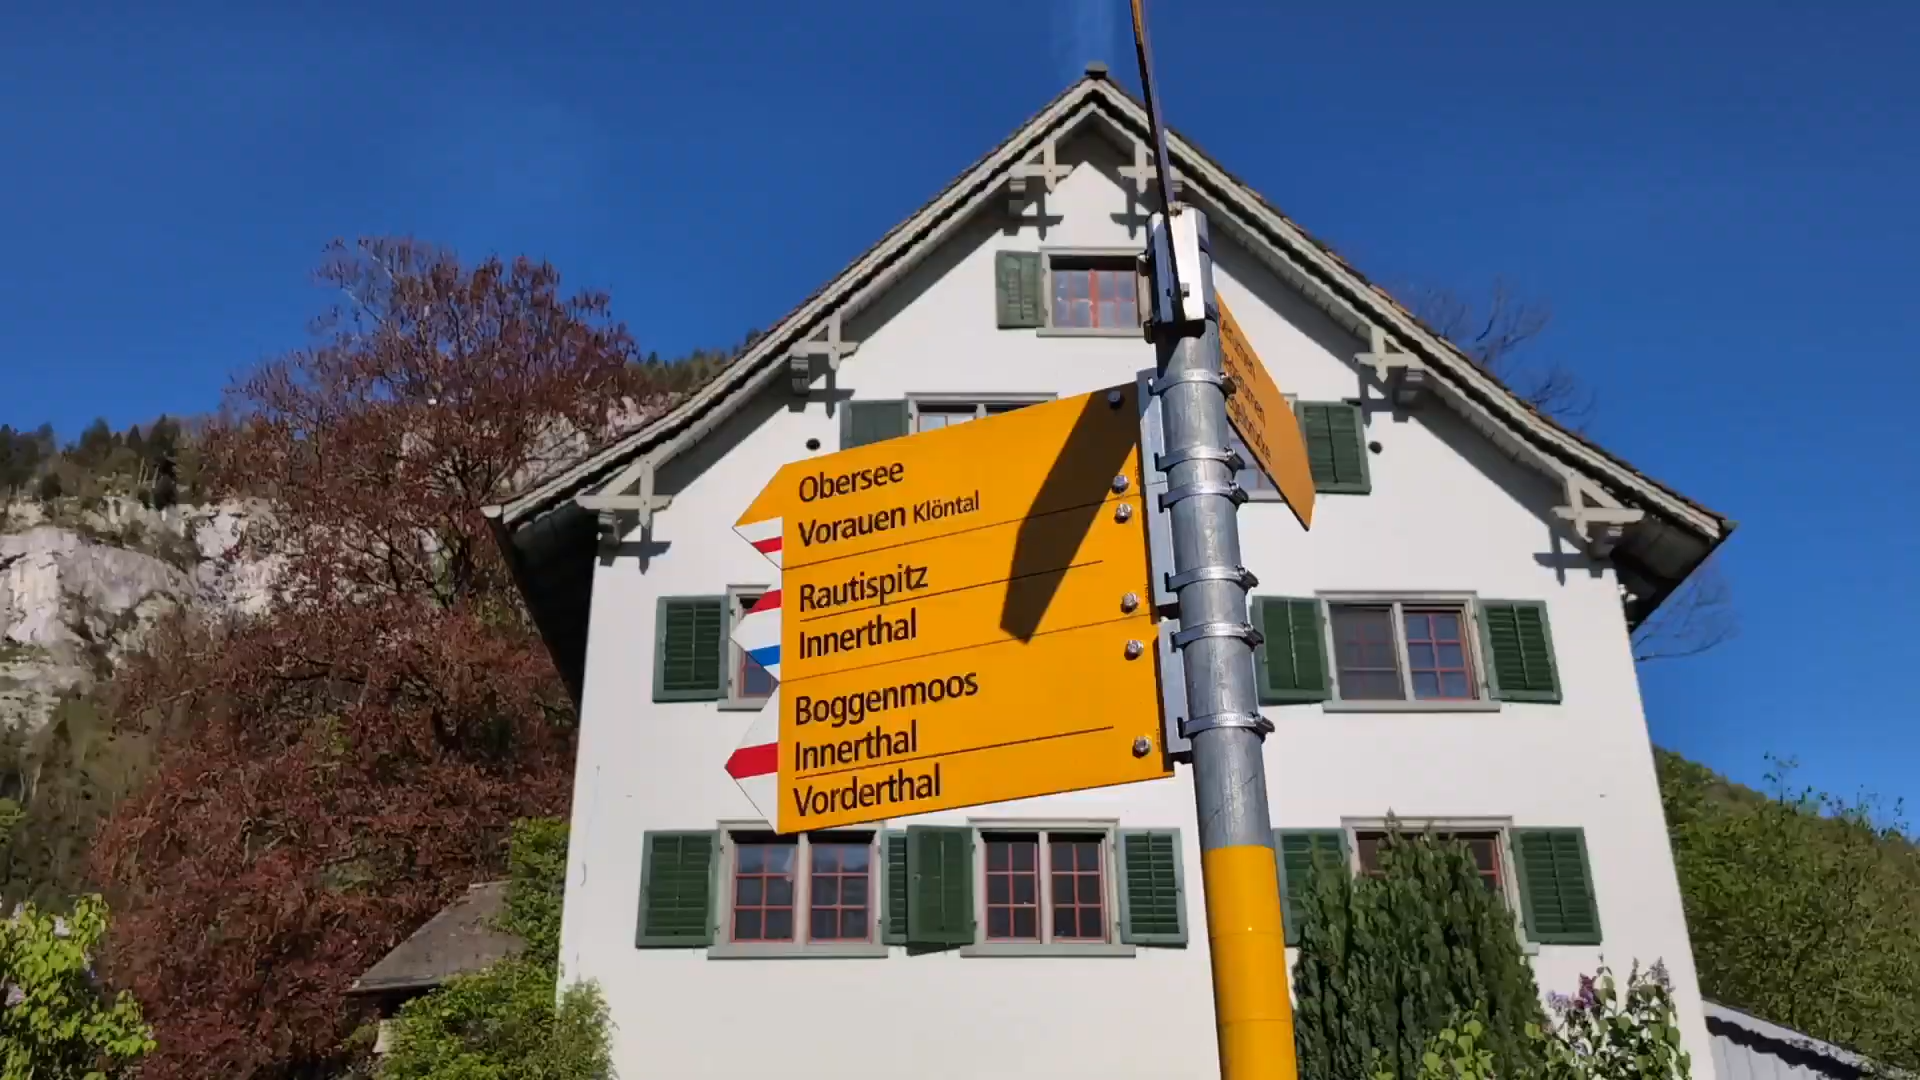 Obersee
Vorauen Klöntal
Rautispitz
Innerthal
Boggenmoos
Innerthal
Vorderthal